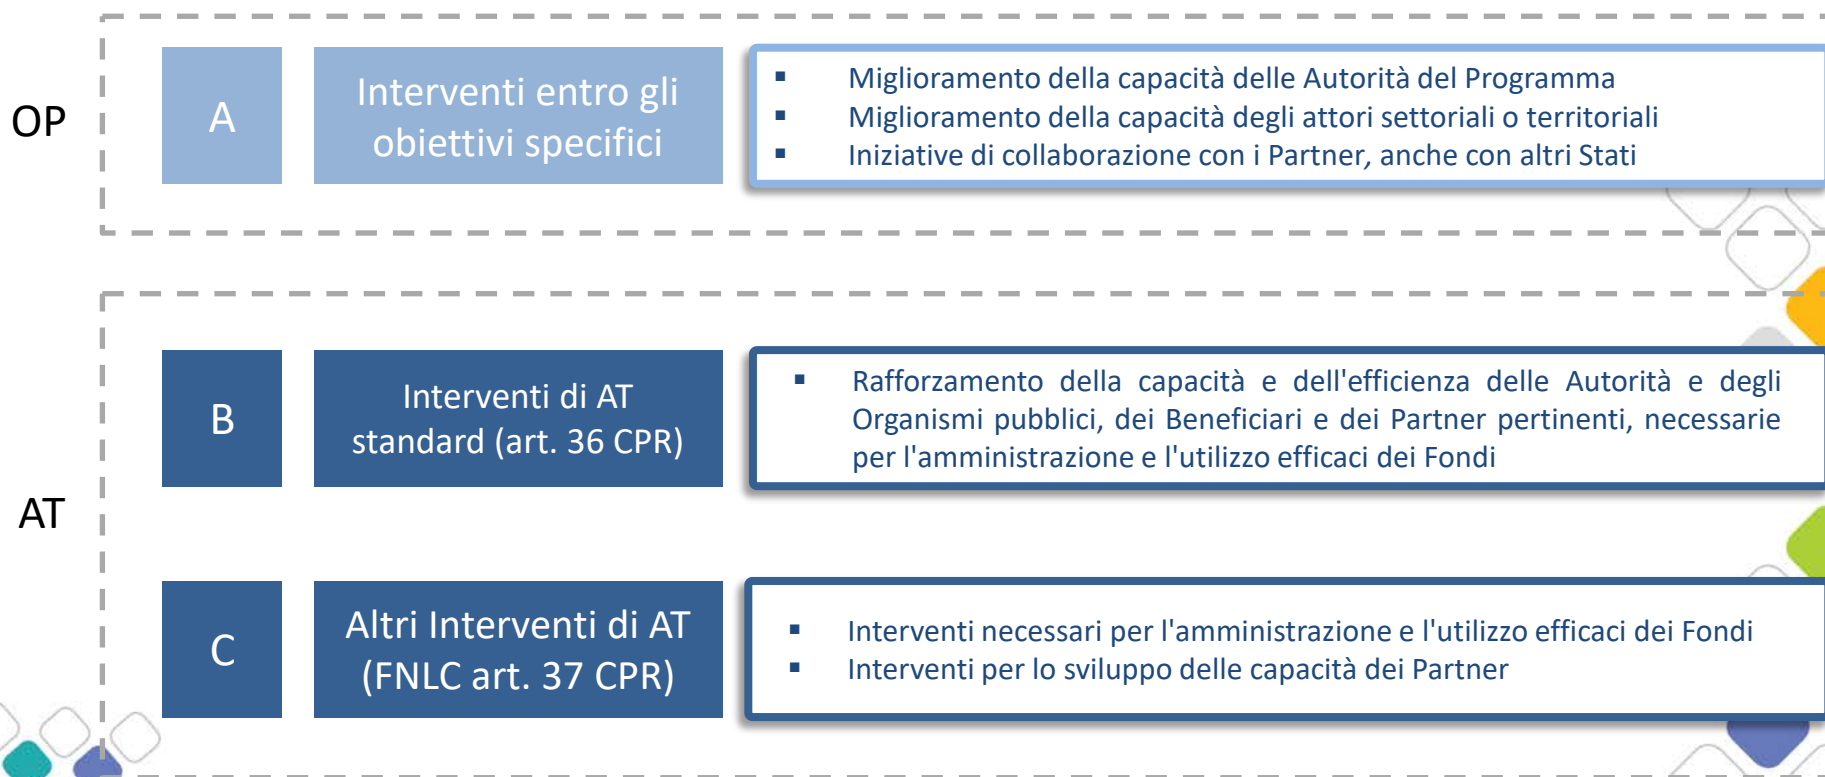 OP
A
Interventi entro gli
obiettivi specifici
▪ Miglioramento della capacità delle Autorità del Programma
▪ Miglioramento della capacità degli attori settoriali o territoriali
▪ Iniziative di collaborazione con i Partner, anche con altri Stati
AT
B
Interventi di AT
standard (art. 36 CPR)
▪ Rafforzamento della capacità e dell'efficienza delle Autorità e degli
Organismi pubblici, dei Beneficiari e dei Partner pertinenti, necessarie
per l'amministrazione e l'utilizzo efficaci dei Fondi
C
Altri Interventi di AT
(FNLC art. 37 CPR)
▪ Interventi necessari per l'amministrazione e l'utilizzo efficaci dei Fondi
▪ Interventi per lo sviluppo delle capacità dei Partner